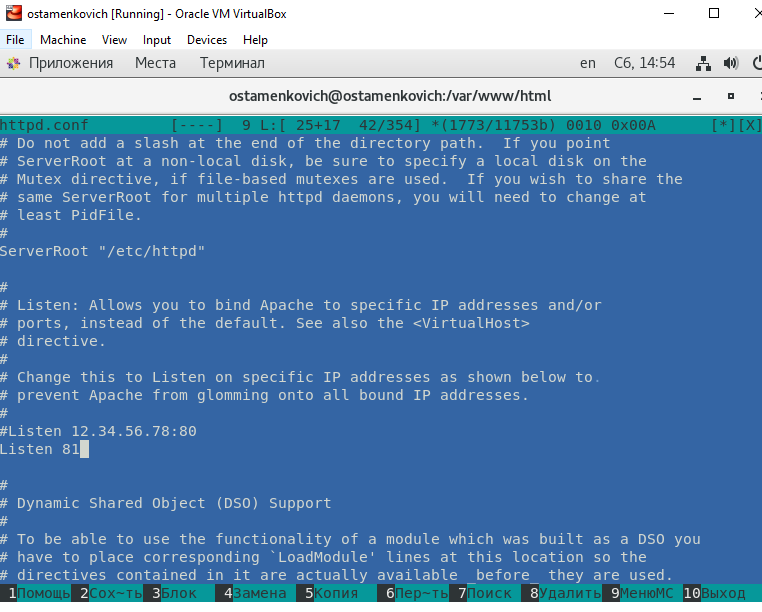 ostamenkovich [Running] - Oracle VM VirtualBox
File Machine View Input Devices Help
Приложения Места Терминал en Сб, 14:54
ostamenkovich@ostamenkovich:/var/www/html
httpd.conf [----] 9 L:[ 25+17 42/354] *(1773/11753b) 0010 0x00A [*][X]
# Do not add a slash at the end of the directory path. If you point
# ServerRoot at a non-local disk, be sure to specify a local disk on the
# Mutex directive, if file-based mutexes are used. If you wish to share the
# same ServerRoot for multiple httpd daemons, you will need to change at
# least PidFile.
#
ServerRoot "/etc/httpd"
#
# Listen: Allows you to bind Apache to specific IP addresses and/or
# ports, instead of the default. See also the <VirtualHost>
# directive.
#
# Change this to Listen on specific IP addresses as shown below to.
# prevent Apache from glomming onto all bound IP addresses.
#
#Listen 12.34.56.78:80
Listen 81
#
# Dynamic Shared Object (DSO) Support
#
# To be able to use the functionality of a module which was built as a DSO you
# have to place corresponding `LoadModule' lines at this location so the
# directives contained in it are actually available _before_ they are used.
1Помощь 2Сох~ть 3Блок 4Замена 5Копия 6Пер~ть 7Поиск 8Удалить 9МенюMC 10Выход